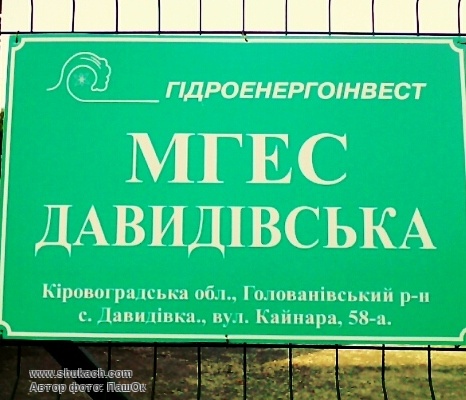 ГІДРОЕНЕРГОІНВЕСТ
МГЕС
ДАВИДІВСЬКА
Кіровоградська обл., Голованівський р-н
с. Давидівка., вул. Кайнара, 58-а.
www.shukach.com
Автор фото: ПашОк